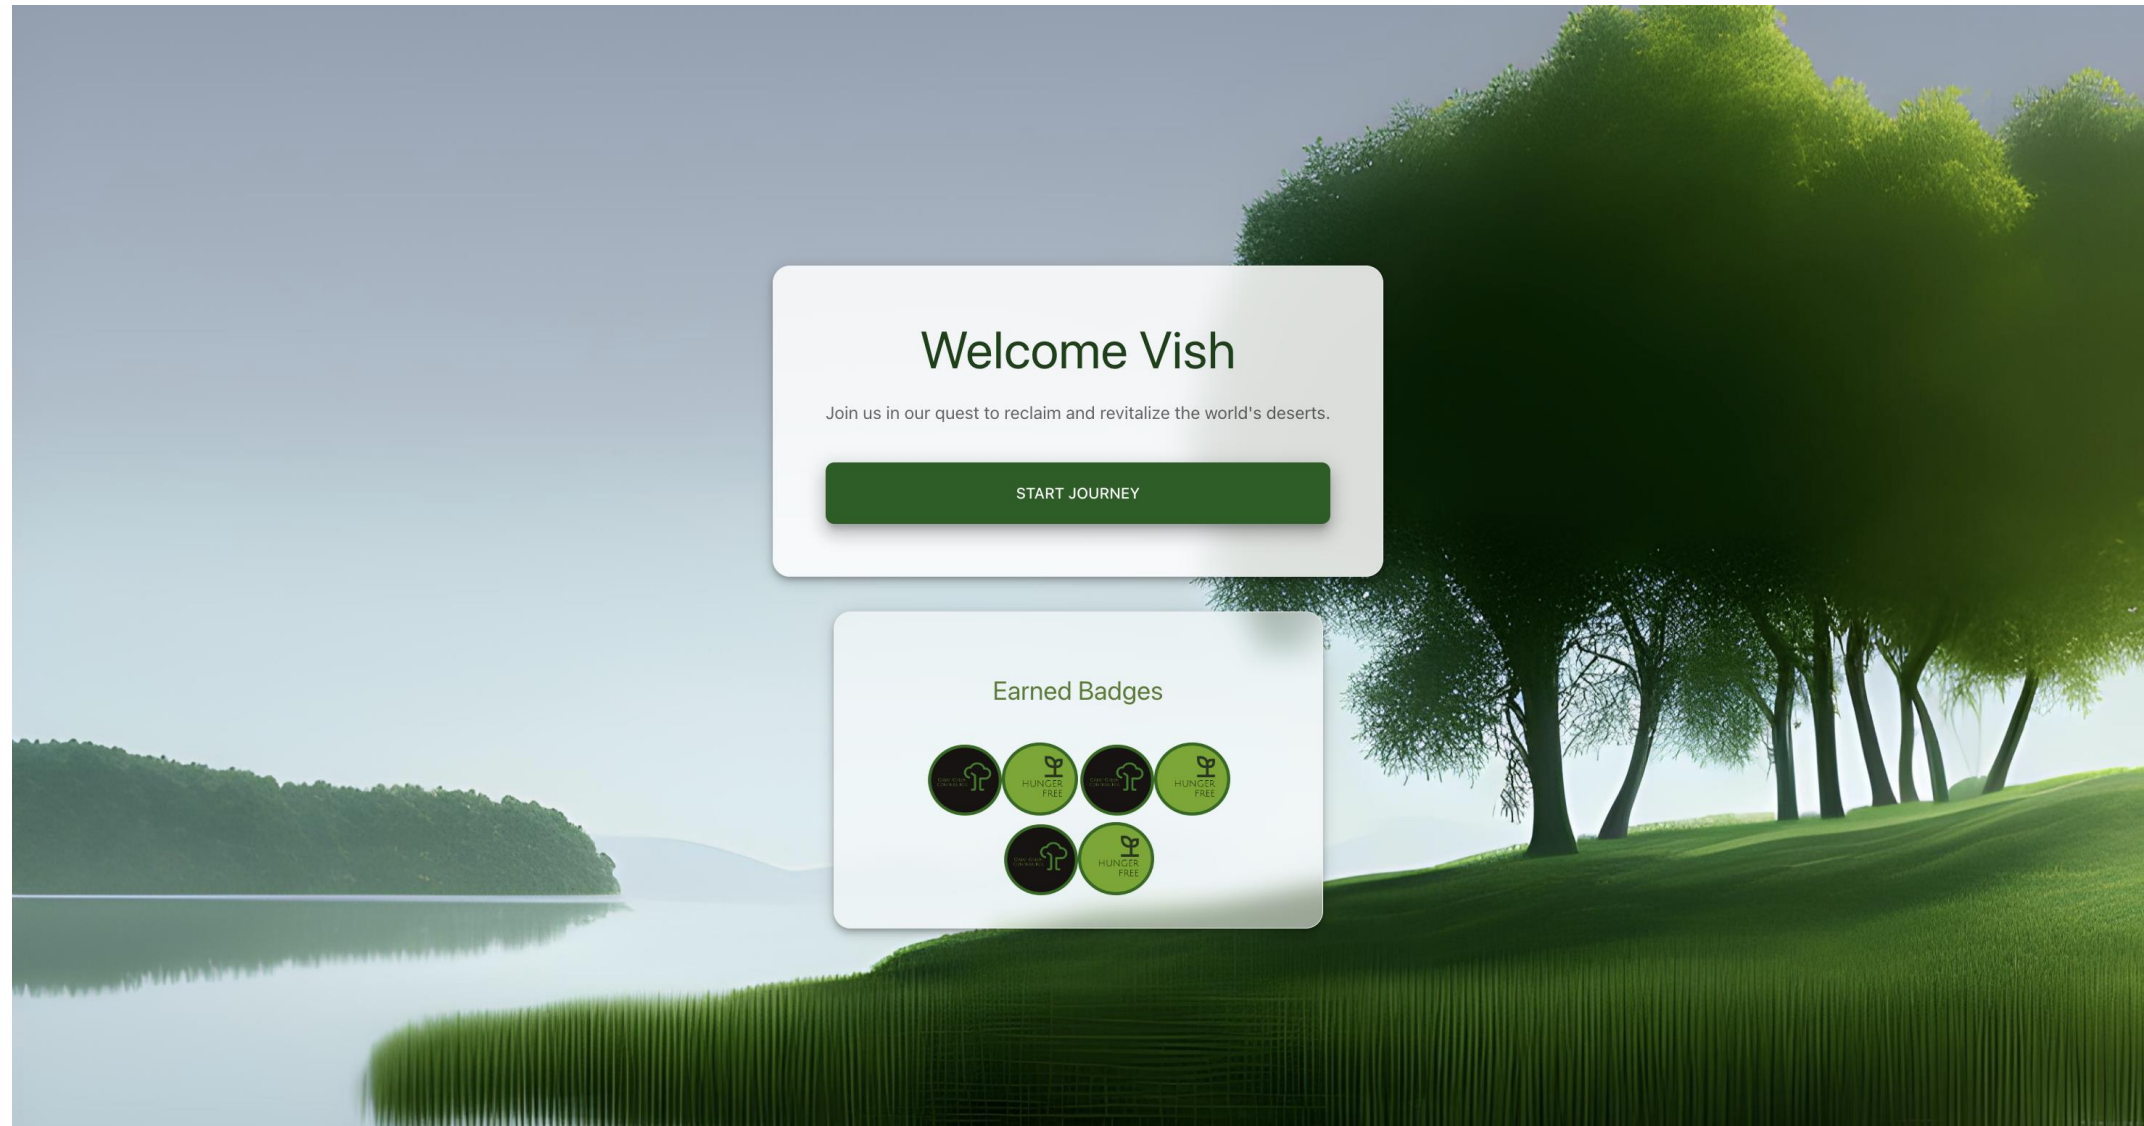 Welcome Vish
Join us in our quest to reclaim and revitalize the world's deserts.
START JOURNEY
Earned Badges
HUNGER
FREE
HUNGER
FREE
HUNGER
FREE